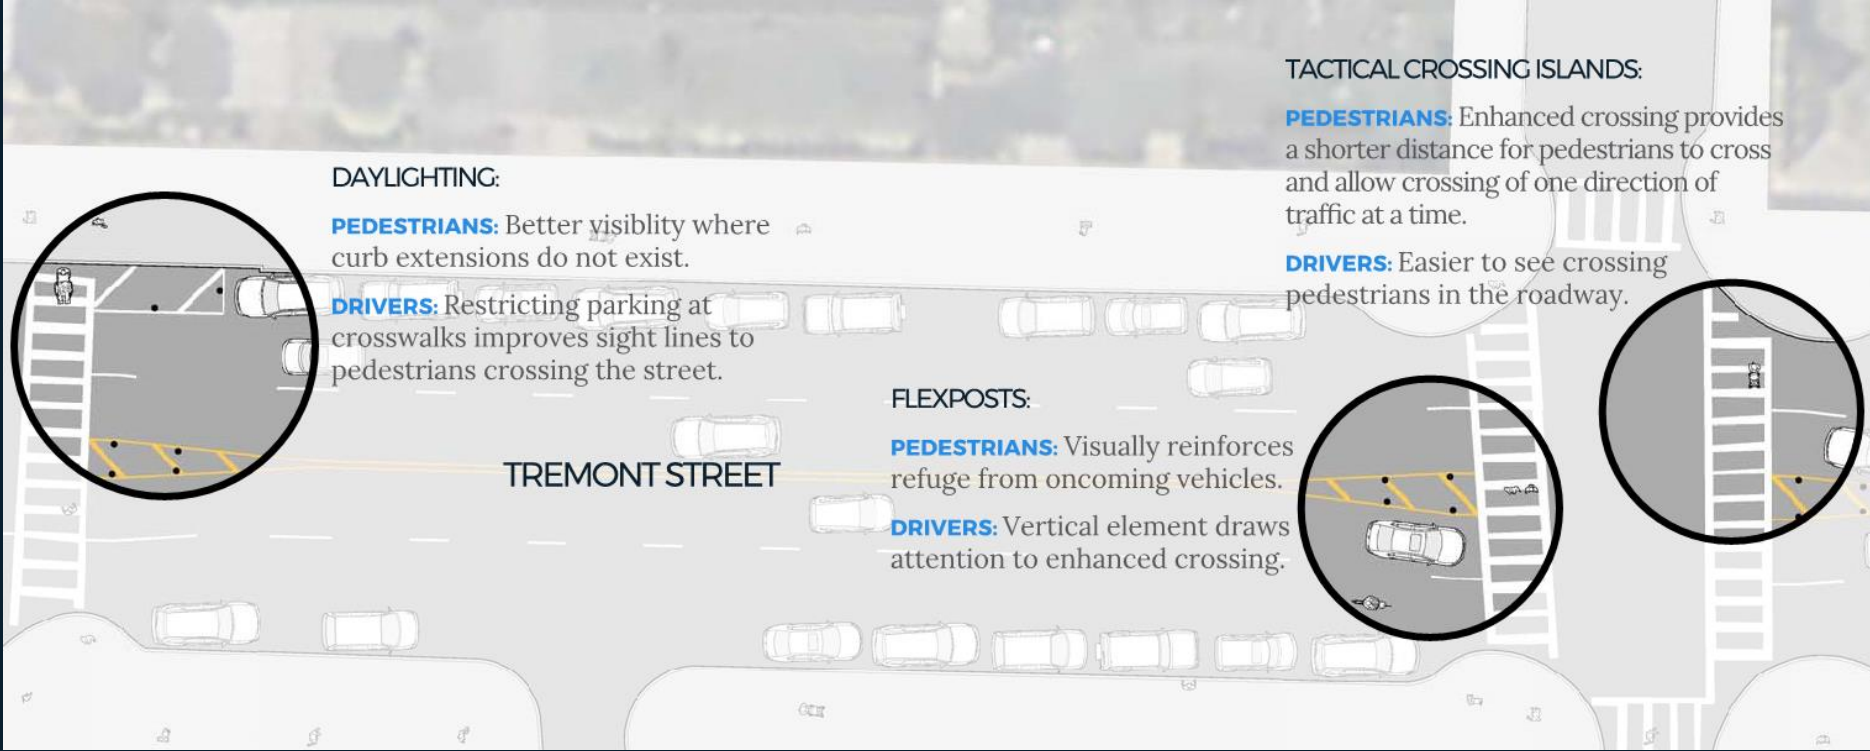 DAYLIGHTING:
PEDESTRIANS: Better visiblity where
curb extensions do not exist.
DRIVERS: Restricting parking at
crosswalks improves sight lines to
pedestrians crossing the street.
TREMONT STREET
FLEXPOSTS:
PEDESTRIANS: Visually reinforces
refuge from oncoming vehicles.
DRIVERS: Vertical element draws
attention to enhanced crossing.
TACTICAL CROSSING ISLANDS:
PEDESTRIANS: Enhanced crossing provides
a shorter distance for pedestrians to cross
and allow crossing of one direction of
traffic at a time.
DRIVERS: Easier to see crossing
pedestrians in the roadway.